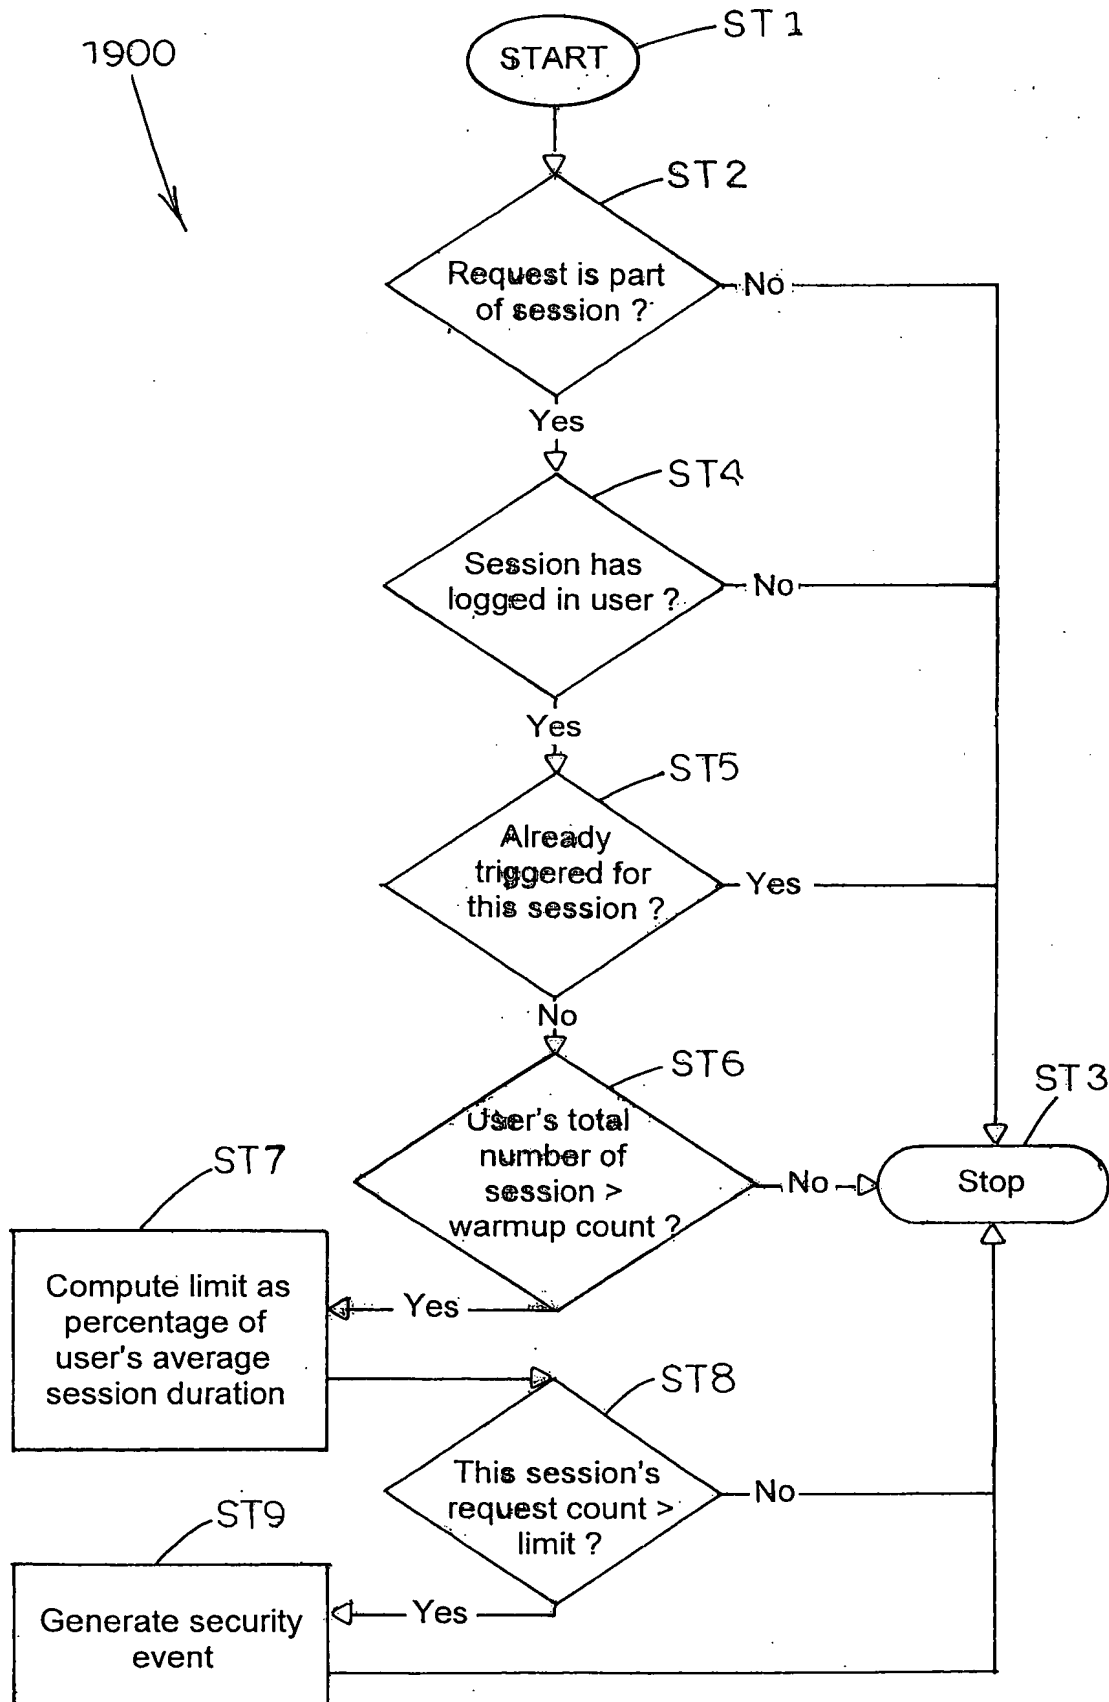 1900
START
ST1
ST2
Request is part
of session ?
No
Yes
ST4
Session has
logged in user ?
No
Yes
ST5
Already
triggered for
this session ?
Yes
No
ST6
User's total
number of
session >
warmup count ?
No
ST3
Stop
Yes
ST7
Compute limit as
percentage of
user's average
session duration
ST8
This session's
request count >
limit ?
No
Yes
ST9
Generate security
event